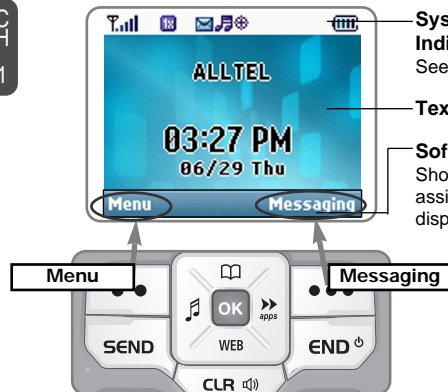 C
H
1
Sys
Indi
See
1X
ALLTEL
Tex
03:27 PM
06/29 Thu
Sof
Sho
assi
disp
Menu
Messaging
Menu
Messaging
OK
apps
SEND
WEB
END
CLR